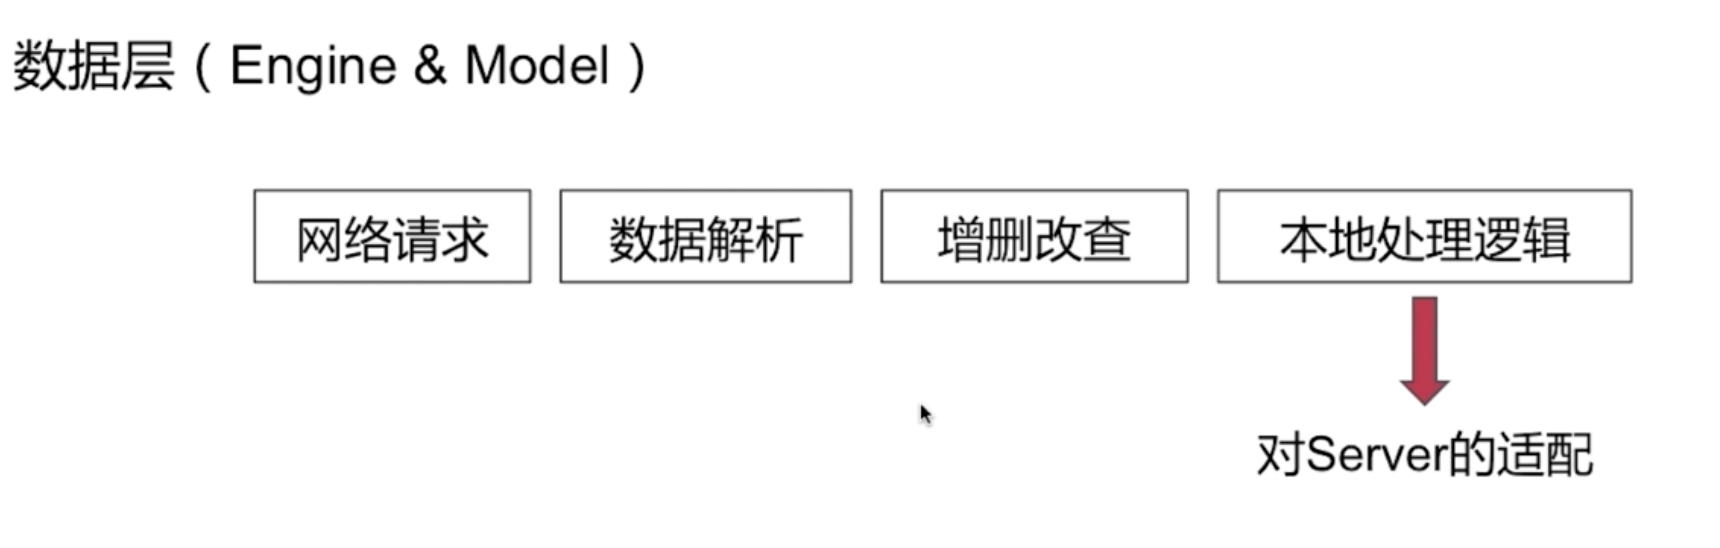 数据层（Engine & Model）
网络请求
数据解析
增删改查
本地处理逻辑
对Server的适配